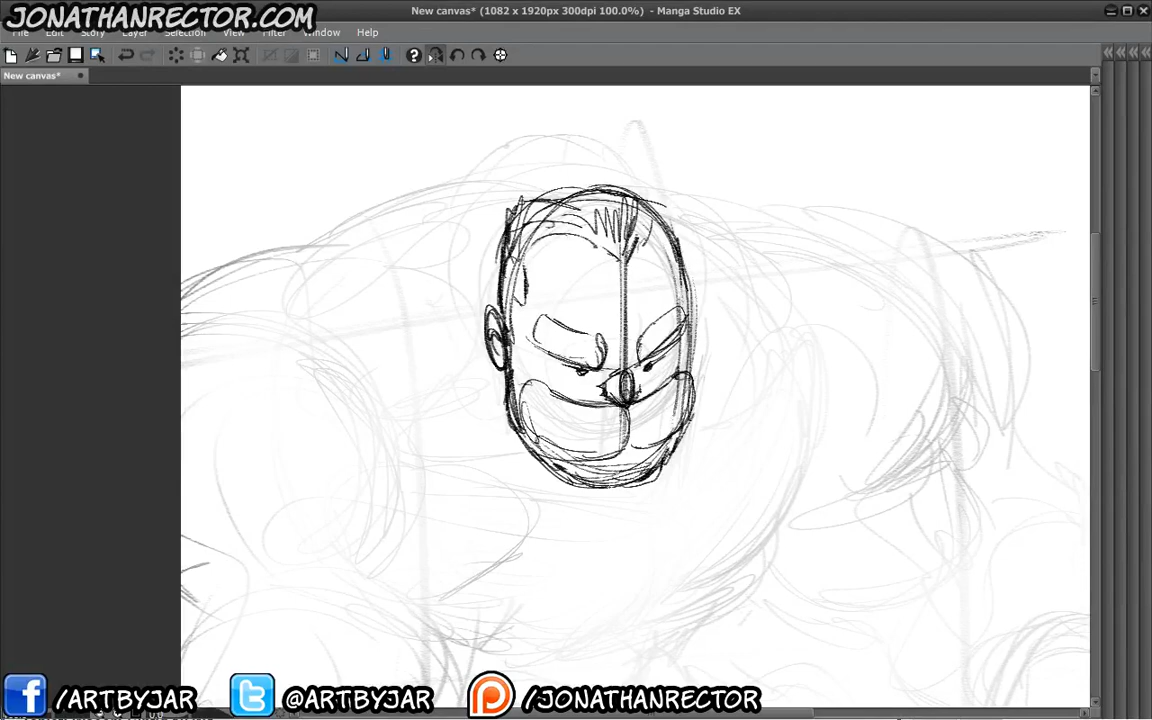 JONATHANRECTOR.COM
New canvas* (1082 x 1920px 300dpi 100.0%) - Manga Studio EX
File Edit Story Layer Selection View Filter Window Help
New canvas*
/ARTBYJAR @ARTBYJAR /JONATHANRECTOR